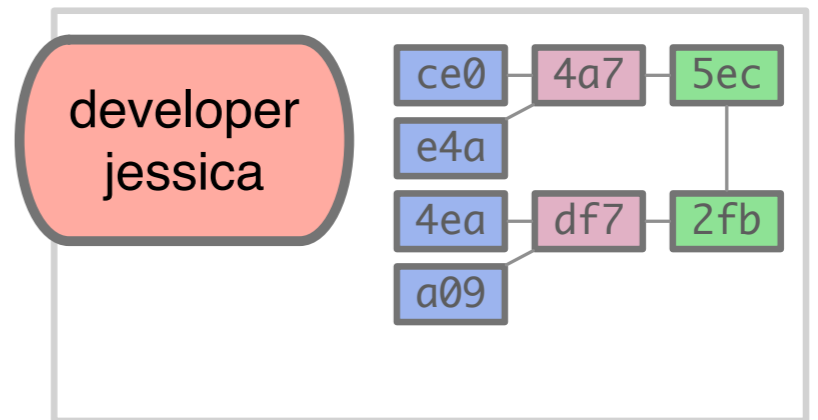 developer
jessica
ce0 4a7 5ec
e4a
4ea df7 2fb
a09